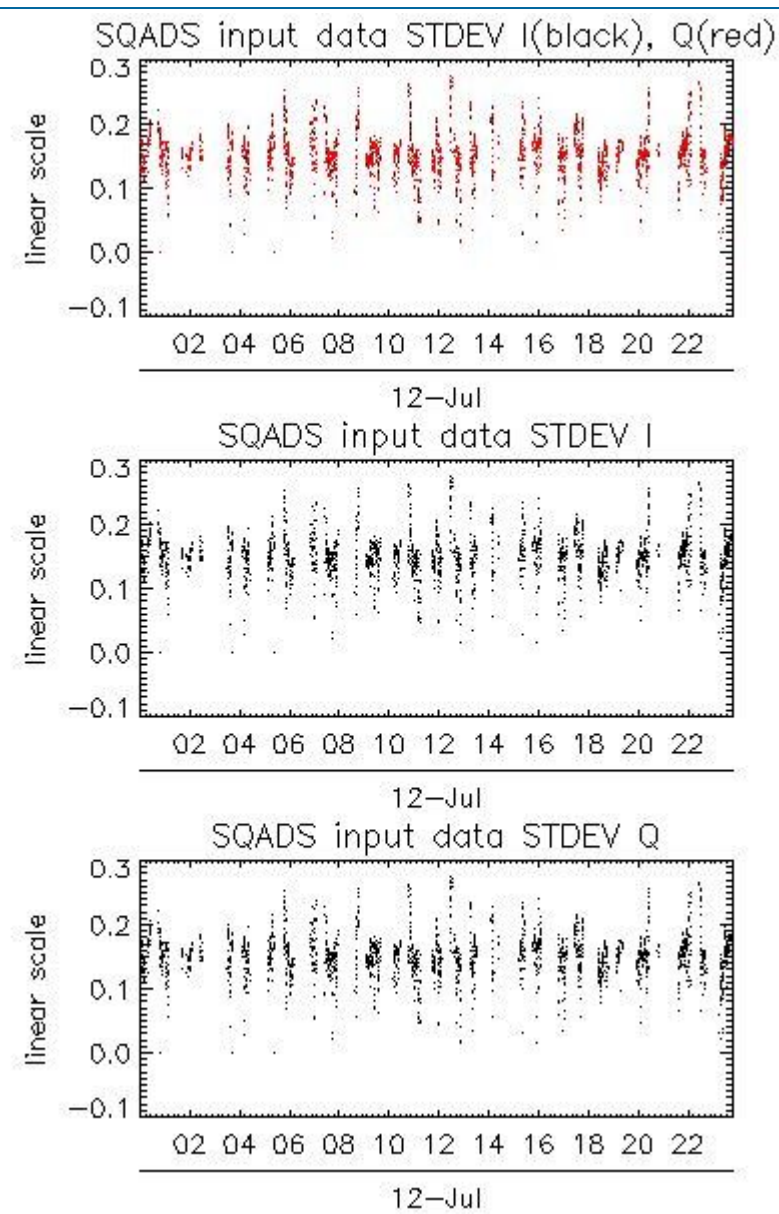 SQADS input data STDEV I(black), Q(red)
0.3
0.2
0.1
0.0
−0.1
linear scale
02 04 06 08 10 12 14 16 18 20 22
12−Jul
SQADS input data STDEV I
0.3
0.2
0.1
0.0
−0.1
linear scale
02 04 06 08 10 12 14 16 18 20 22
12−Jul
SQADS input data STDEV Q
0.3
0.2
0.1
0.0
−0.1
linear scale
02 04 06 08 10 12 14 16 18 20 22
12−Jul